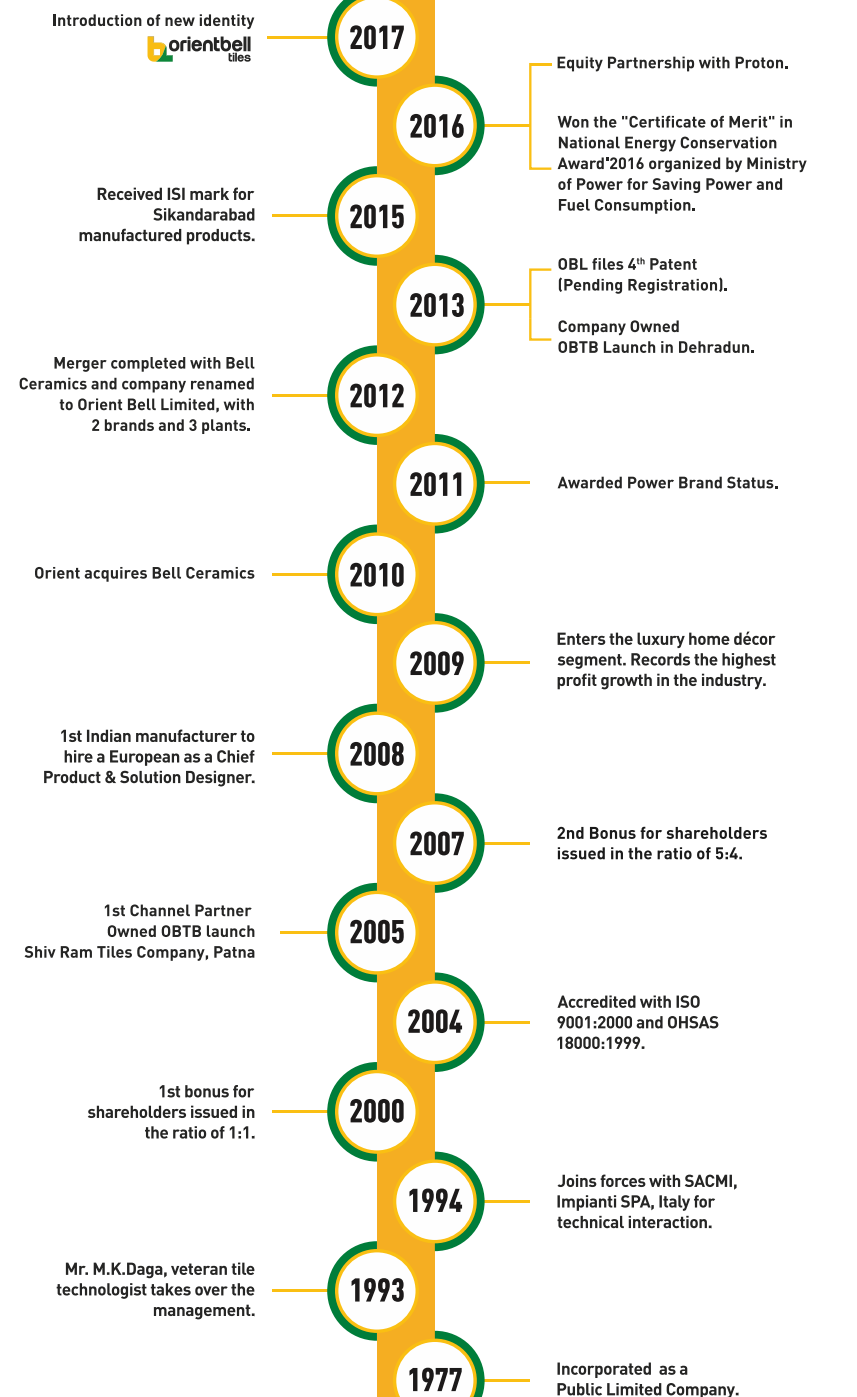 Introduction of new identity
orientbell
tiles
2017
2016
Equity Partnership with Proton.
Won the "Certificate of Merit" in
National Energy Conservation
Award'2016 organized by Ministry
of Power for Saving Power and
Fuel Consumption.
Received ISI mark for
Sikandarabad
manufactured products.
2015
2013
OBL files 4th Patent
(Pending Registration).
Company Owned
OBTB Launch in Dehradun.
Merger completed with Bell
Ceramics and company renamed
to Orient Bell Limited, with
2 brands and 3 plants.
2012
2011
Awarded Power Brand Status.
Orient acquires Bell Ceramics
2010
2009
Enters the luxury home décor
segment. Records the highest
profit growth in the industry.
1st Indian manufacturer to
hire a European as a Chief
Product & Solution Designer.
2008
2007
2nd Bonus for shareholders
issued in the ratio of 5:4.
1st Channel Partner
Owned OBTB launch
Shiv Ram Tiles Company, Patna
2005
2004
Accredited with ISO
9001:2000 and OHSAS
18000:1999.
1st bonus for
shareholders issued in
the ratio of 1:1.
2000
1994
Joins forces with SACMI,
Impianti SPA, Italy for
technical interaction.
Mr. M.K.Daga, veteran tile
technologist takes over the
management.
1993
1977
Incorporated as a
Public Limited Company.